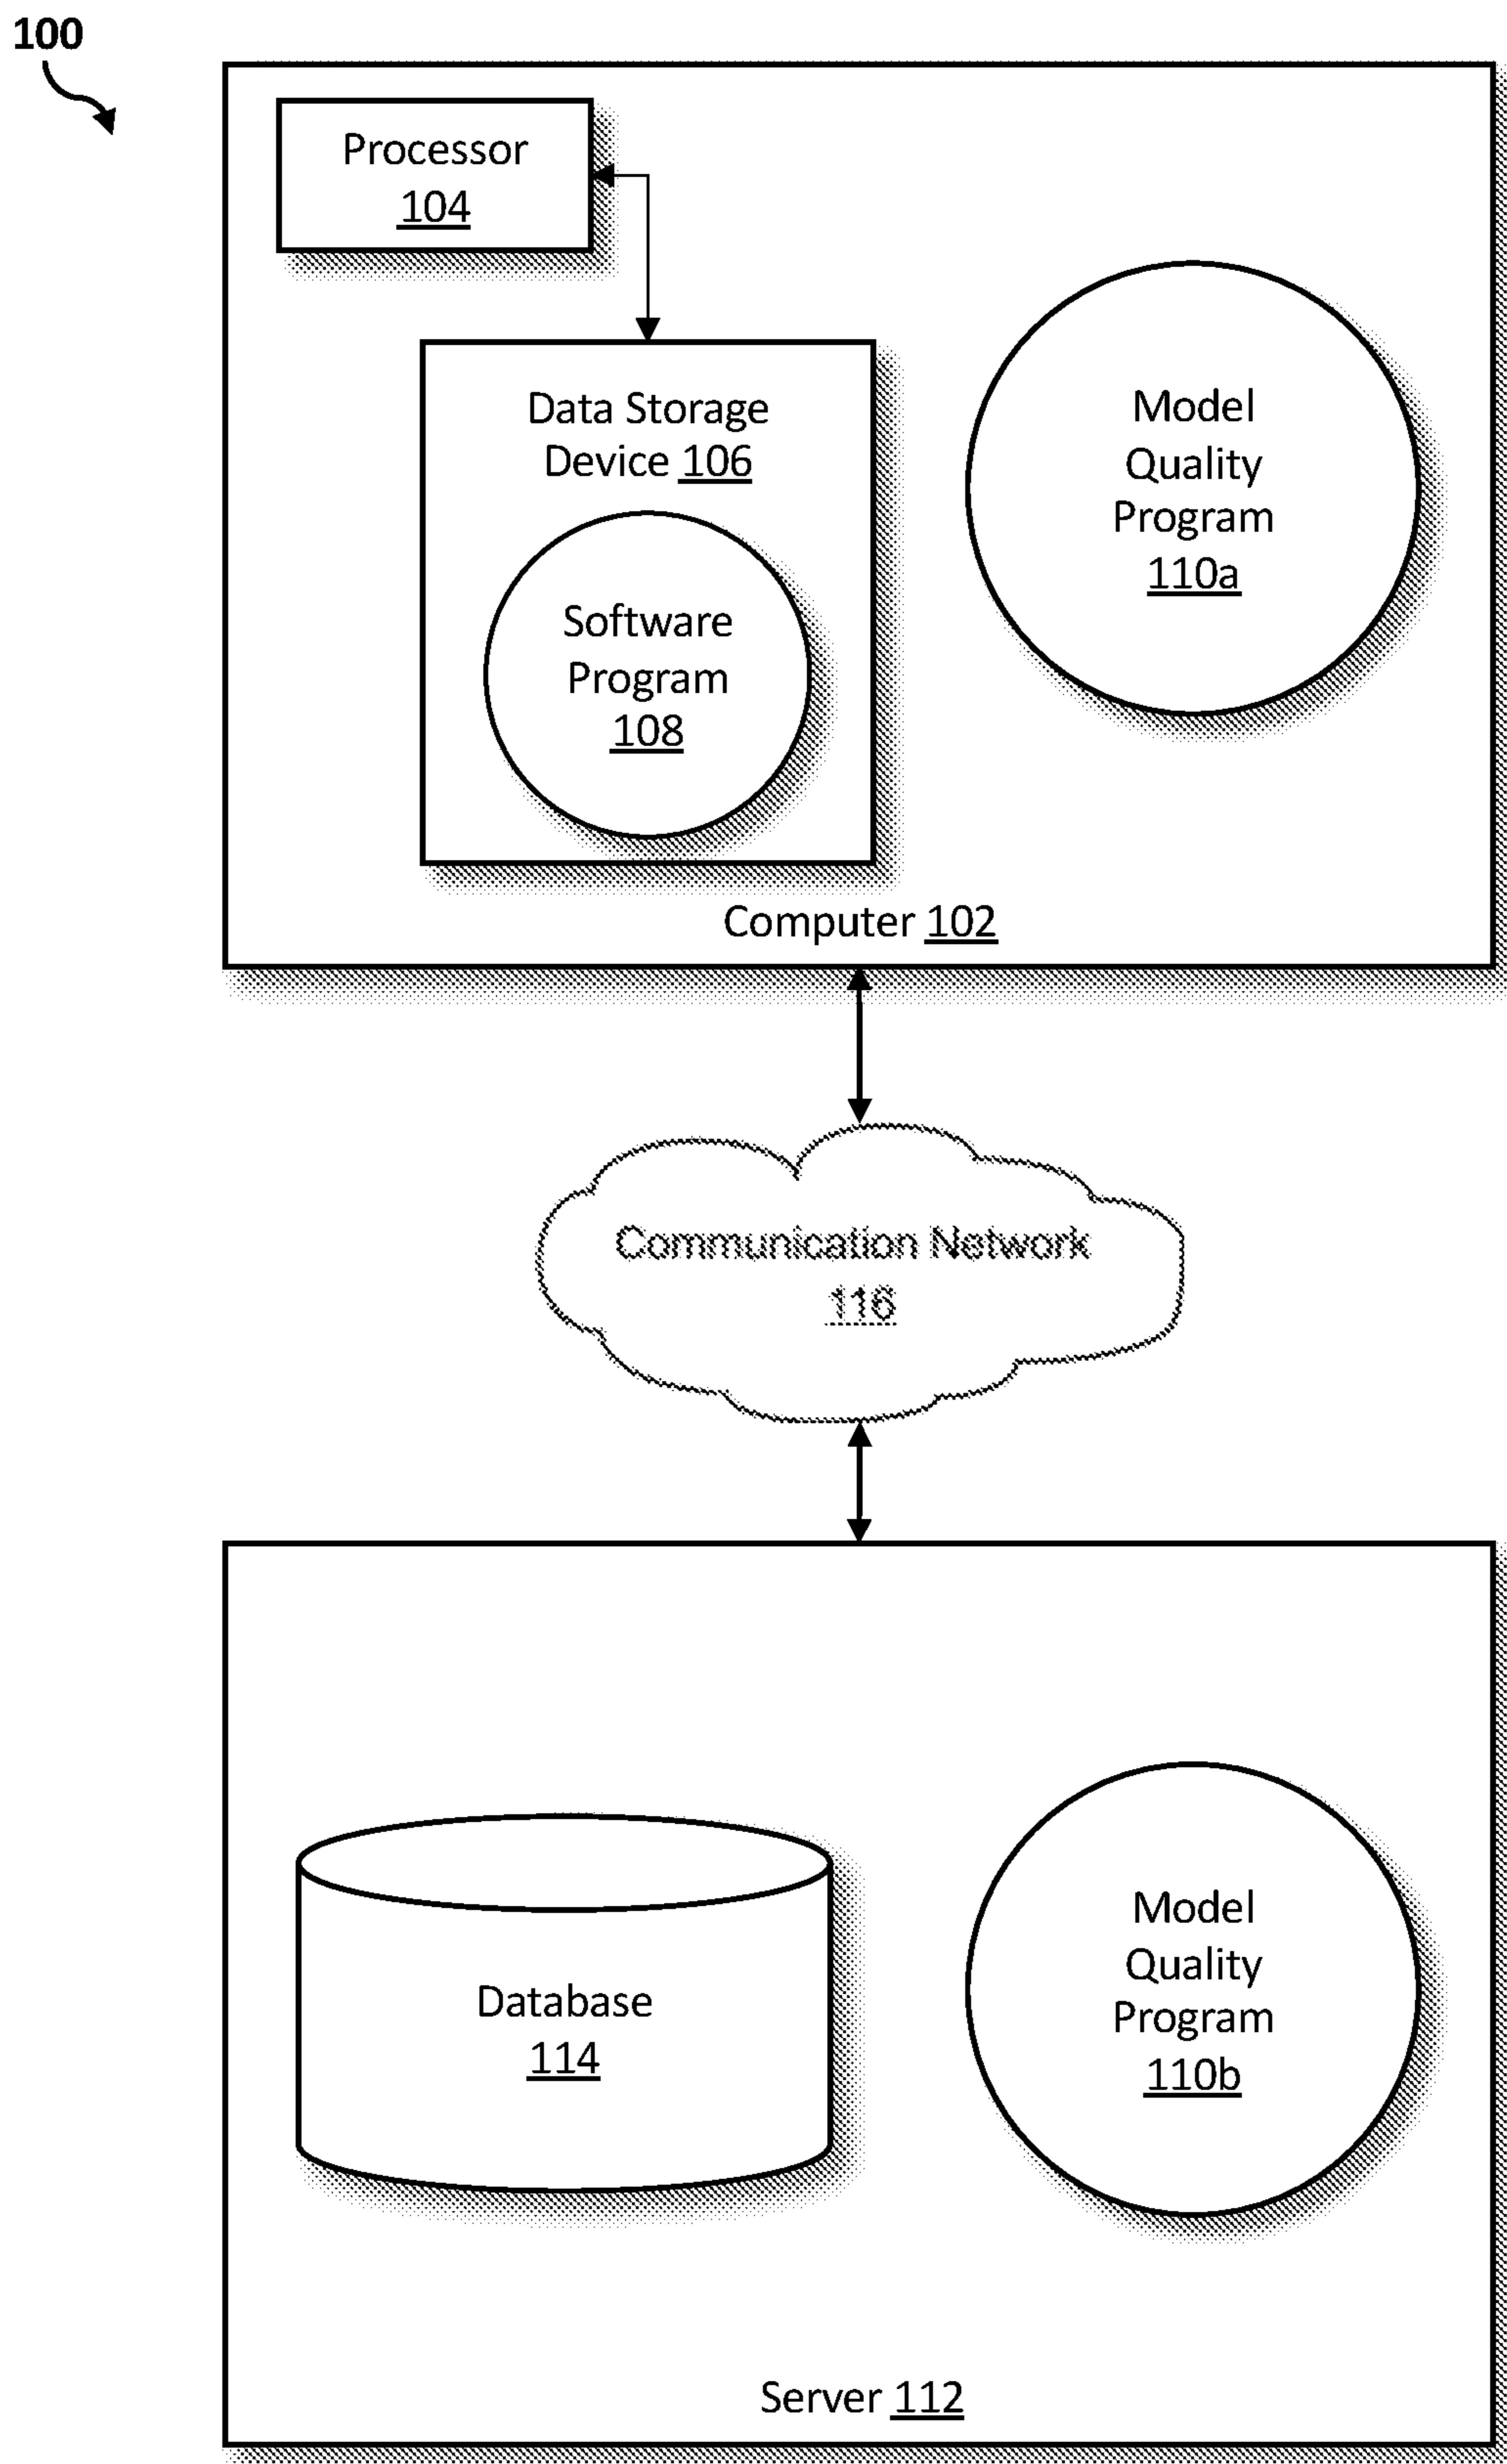 100
Processor
104
Data Storage
Device 106
Software
Program
108
Model
Quality
Program
110a
Computer 102
Communication Network
116
Database
114
Model
Quality
Program
110b
Server 112